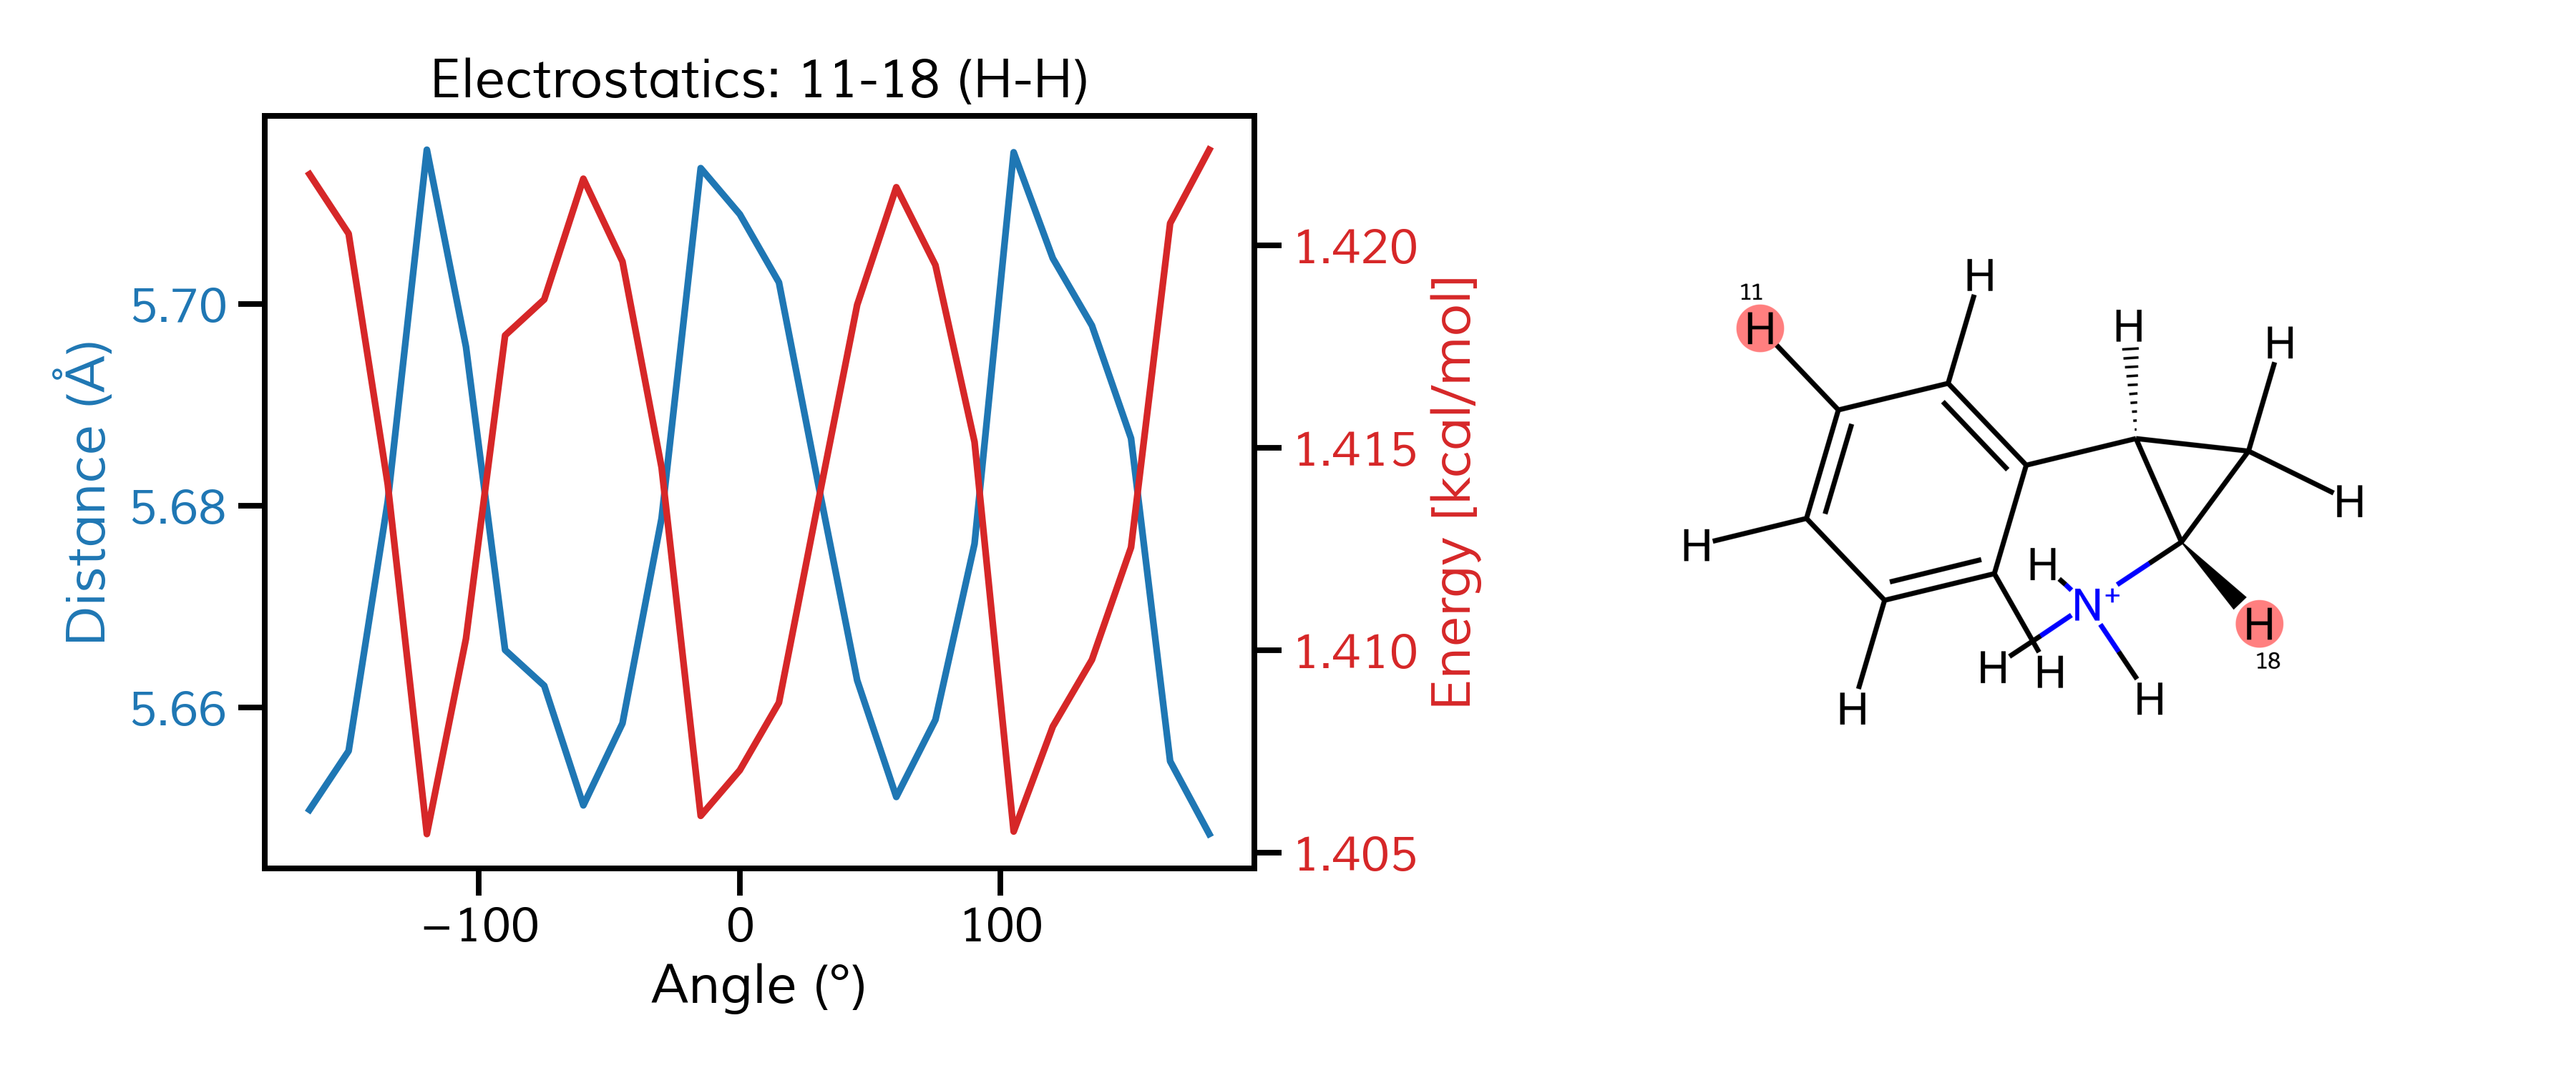 Electrostatics: 11-18 (H-H)
Distance (Å)
5.70
5.68
5.66
−100
0
100
Angle (°)
1.420
1.415
1.410
1.405
Energy [kcal/mol]
H
11
H
H
H
H
H
H
N+
H
18
H
H
H
H